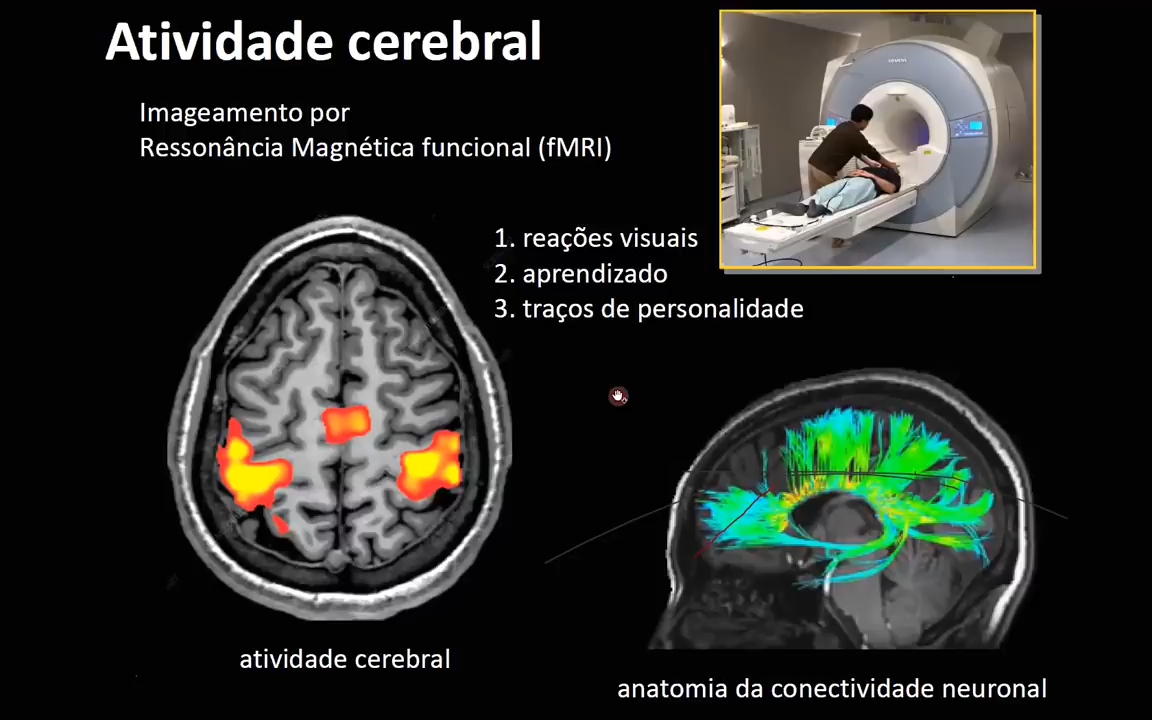 Atividade cerebral
Imageamento por
Ressonância Magnética funcional (fMRI)
SIEMENS
1. reações visuais
2. aprendizado
3. traços de personalidade
atividade cerebral
anatomia da conectividade neuronal